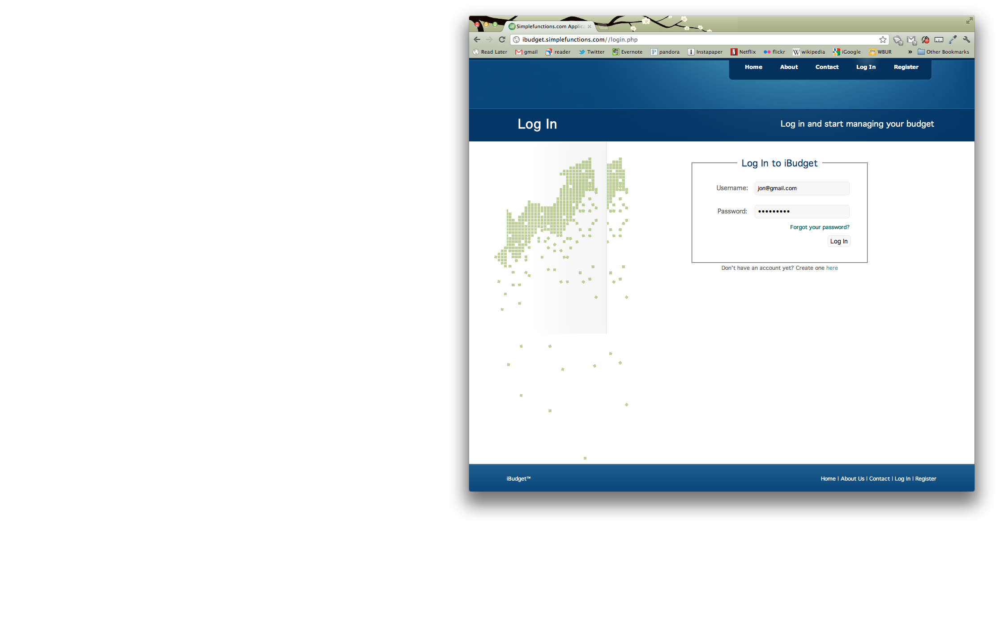 Simplefunctions.com Applica
ibudget.simplefunctions.com//login.php
Read Later gmail reader Twitter Evernote pandora Instapaper Netflix flickr wikipedia iGoogle WBUR » Other Bookmarks
Home About Contact Log In Register
Log In
Log in and start managing your budget
Log In to iBudget
Username: jon@gmail.com
Password: •••••••••
Forgot your password?
Log In
Don't have an account yet? Create one here
iBudget™
Home | About Us | Contact | Log In | Register